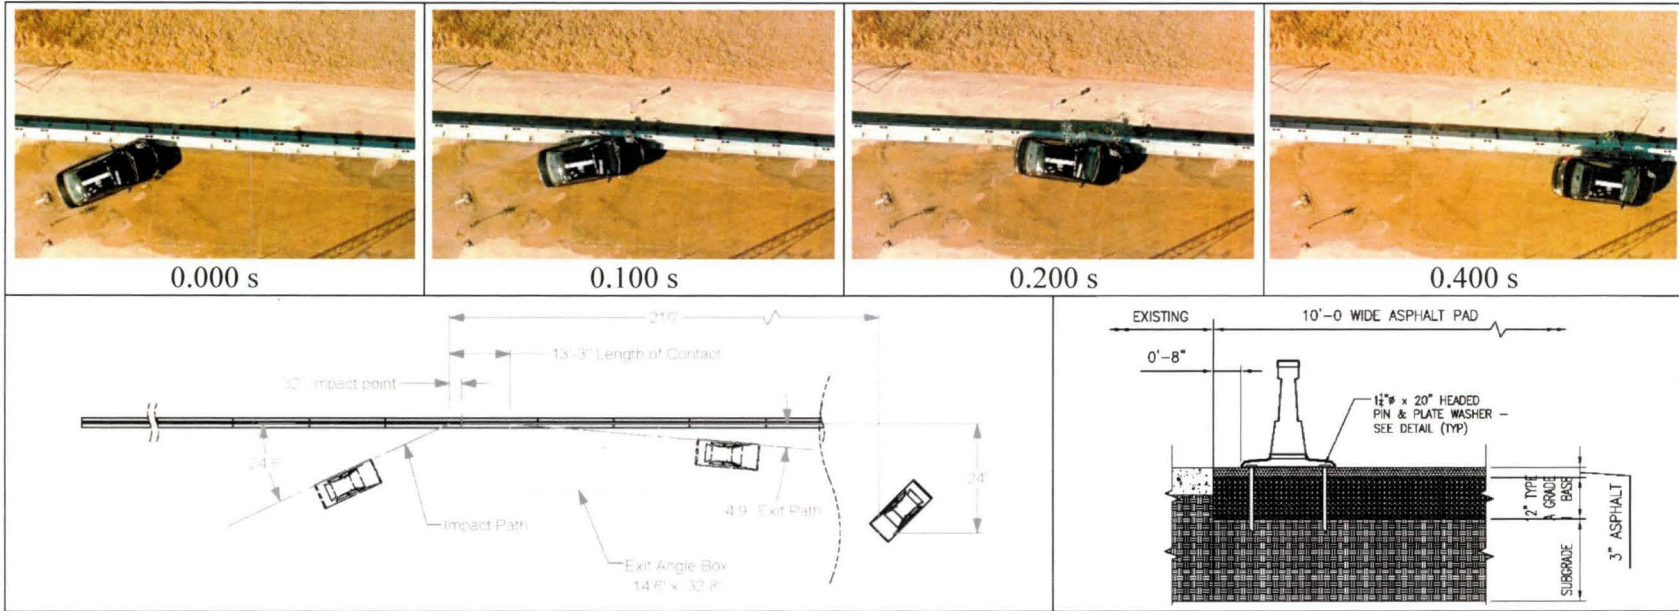 0.000 s
0.100 s
0.200 s
0.400 s
216'
13'-3" Length of Contact
Impact point
24.8°
Impact Path
4.9° Exit Path
24'
Exit Angle Box
14.6' x 32.8'
EXISTING
10'-0 WIDE ASPHALT PAD
0'-8"
1¼"ø x 20" HEADED
PIN & PLATE WASHER -
SEE DETAIL (TYP)
12" TYPE
A GRADE
BASE
3" ASPHALT
SUBGRADE